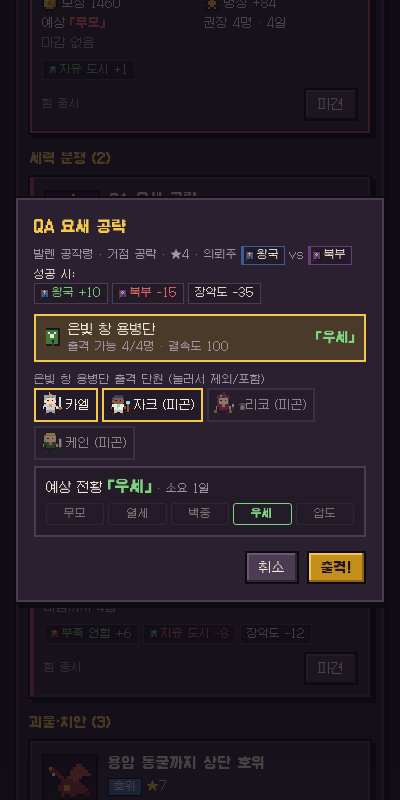 보상 1460 명성 +84
예상 「무모」 권장 4명 · 4일
마감 없음
자유 도시 +1
힘 중시 파견
세력 분쟁 (2)
QA 요새 공략
발렌 공작령 · 거점 공략 · ★4 · 의뢰주 왕국 vs 북부
성공 시:
왕국 +10 북부 -15 장악도 -35
은빛 창 용병단 「우세」
출격 가능 4/4명 · 결속도 100
은빛 창 용병단 출격 단원 (눌러서 제외/포함)
카엘 자크 (피곤) 리코 (피곤)
케인 (피곤)
예상 전황 「우세」 · 소요 1일
무모 열세 백중 우세 압도
취소 출격!
부족 연합 +6 자유 도시 -8 장악도 -12
힘 중시 파견
괴물·치안 (3)
용암 동굴까지 상단 호위
호위 ★7